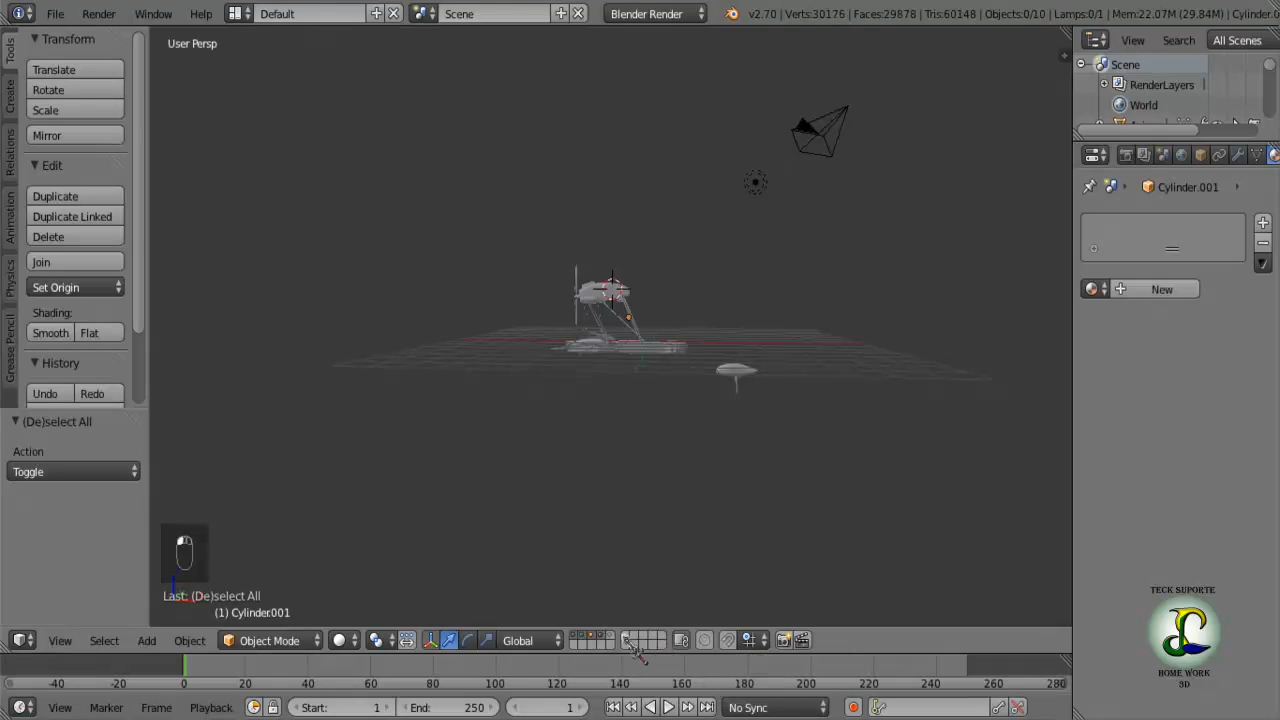 File Render Window Help Default Scene Blender Render v2.70 | Verts:30176 | Faces:29878 | Tris:60148 | Objects:0/10 | Lamps:0/1 | Mem:22.07M (29.84M) | Cylinder.0
Tools
Create
Relations
Animation
Physics
Grease Pencil
Transform
Translate
Rotate
Scale
Mirror
Edit
Duplicate
Duplicate Linked
Delete
Join
Set Origin
Shading:
Smooth Flat
History
Undo Redo
(De)select All
Action
Toggle
User Persp
Last: (De)select All
(1) Cylinder.001
View Search All Scenes
Scene
RenderLayers |
World
Cylinder.001
New
TECK SUPORTE
HOME WORK
3D
View Select Add Object Object Mode Global
-40 -20 0 20 40 60 80 100 120 140 160 180 200 220 240 260 280
View Marker Frame Playback Start: 1 End: 250 1 No Sync